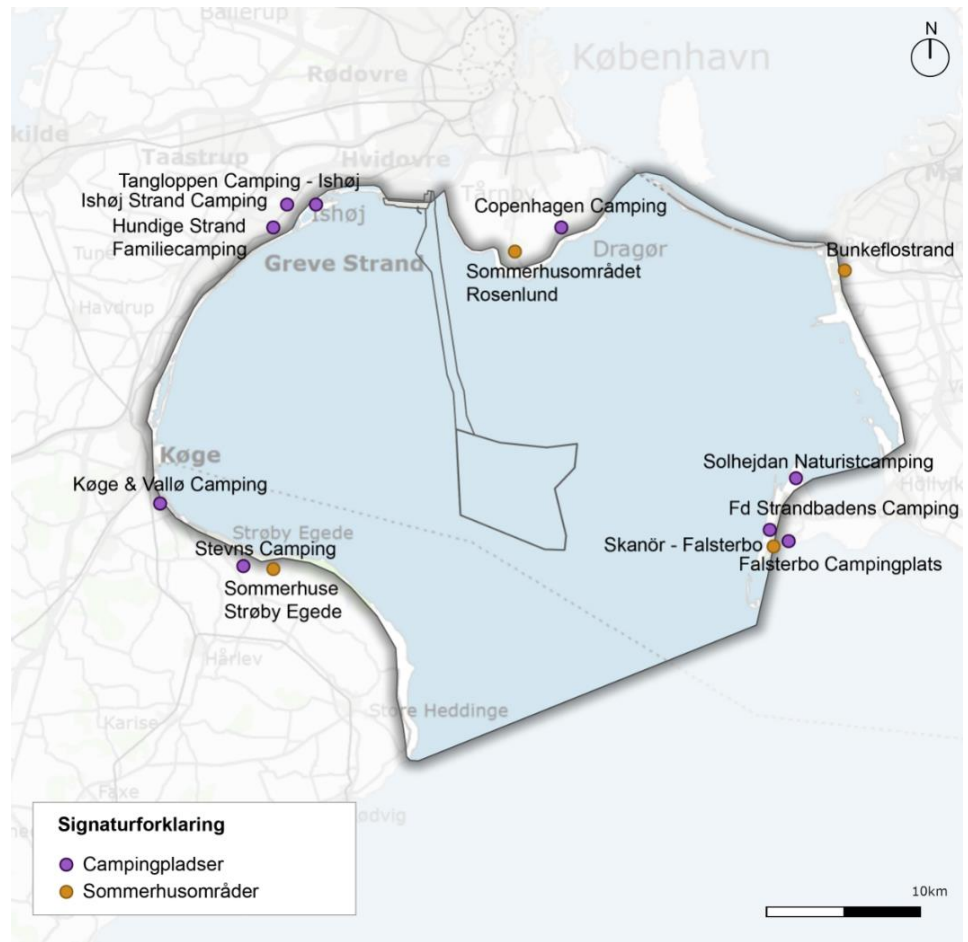 N
København
Ballerup
Rødovre
kilde
Taastrup
Hvidovre
Tårnby
Tangloppen Camping - Ishøj
Ishøj Strand Camping
Ishøj
Copenhagen Camping
Hundige Strand
Familiecamping
Tune
Dragør
Bunkeflostrand
Greve Strand
Sommerhusområdet
Rosenlund
Havdrup
Køge
Solhejdan Naturistcamping
Køge & Vallø Camping
Fd Strandbadens Camping
Strøby Egede
Stevns Camping
Skanör - Falsterbo
Falsterbo Campingplats
Sommerhuse
Strøby Egede
Hårlev
Store Heddinge
Karise
Faxe
ødvig
Signaturforklaring
Campingpladser
Sommerhusområder
10km